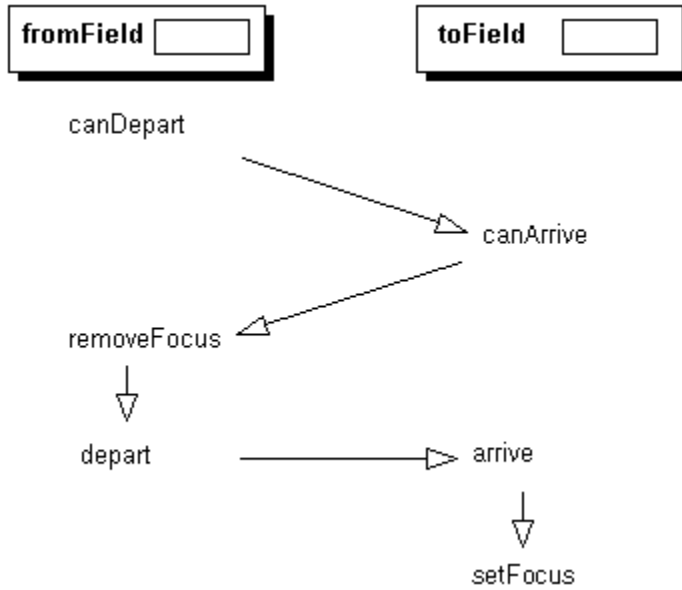 fromField
toField
canDepart
canArrive
removeFocus
depart
arrive
setFocus